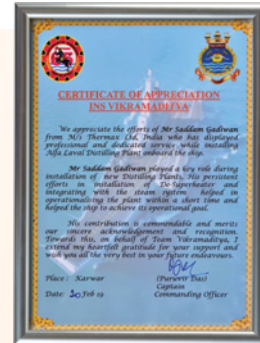 CERTIFICATE OF APPRECIATION
INS VIKRAMADITYA
We appreciate the efforts of Mr Saddam Gadiwan
from M/s Thermax Ltd, India who has displayed
professional and dedicated service while installing
Alfa Laval Distilling Plant onboard the ship.
Mr Saddam Gadiwan played a key role during
installation of new Distilling Plants. His persistent
efforts in installation of De-Superheater and
integrating with the steam system helped in
operationalising the plant within a short time and
helped the ship to achieve its operational goal.
His contribution is commendable and merits
our sincere acknowledgement and recognition.
Towards this, on behalf of Team Vikramaditya, I
extend my heartfelt gratitude for your support and
wish you all the very best in your future endeavours.
Place : Karwar
(Puruvir Das)
Captain
Date: 20 Feb 19
Commanding Officer